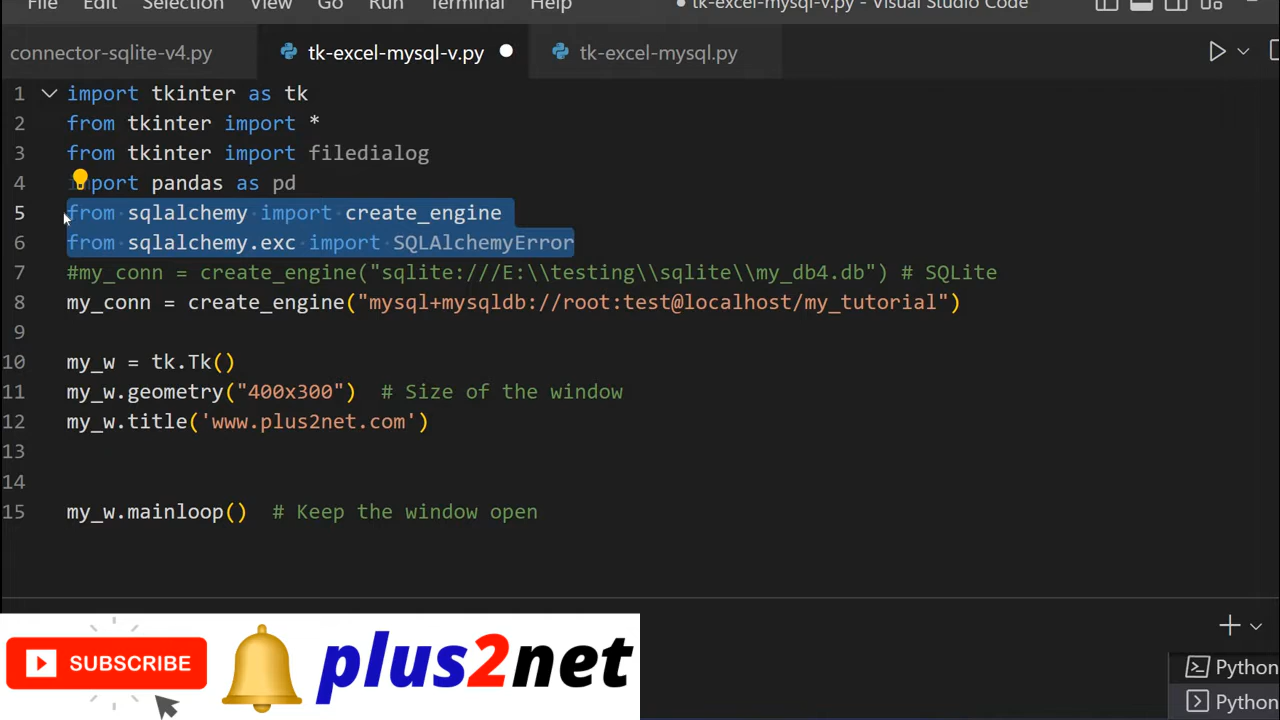 File Edit Selection View Go Run Terminal Help tk-excel-mysql-v.py - Visual Studio Code
connector-sqlite-v4.py tk-excel-mysql-v.py tk-excel-mysql.py
1 import tkinter as tk
2 from tkinter import *
3 from tkinter import filedialog
4 import pandas as pd
5 from sqlalchemy import create_engine
6 from sqlalchemy.exc import SQLAlchemyError
7 #my_conn = create_engine("sqlite:///E:\\testing\\sqlite\\my_db4.db") # SQLite
8 my_conn = create_engine("mysql+mysqldb://root:test@localhost/my_tutorial")
9
10 my_w = tk.Tk()
11 my_w.geometry("400x300")  # Size of the window
12 my_w.title('www.plus2net.com')
13
14
15 my_w.mainloop()  # Keep the window open
SUBSCRIBE plus2net
Python
Python